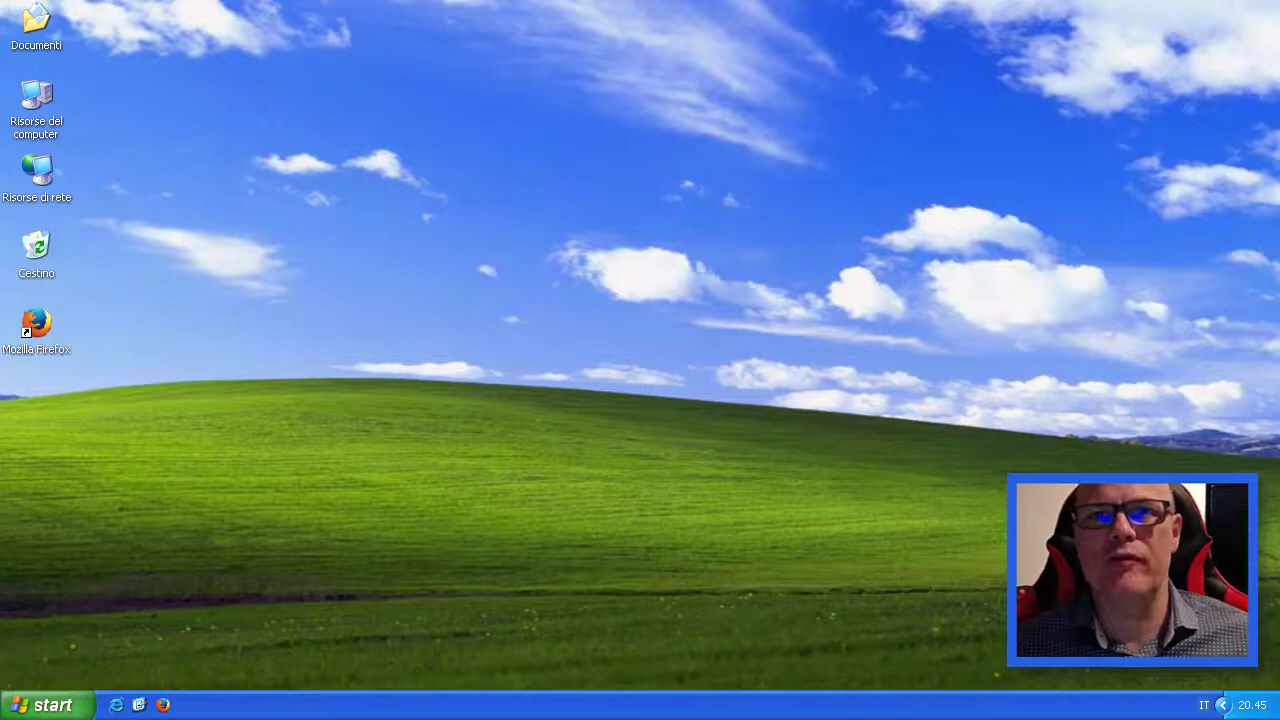 Documenti
Risorse del
computer
Risorse di rete
Cestino
Mozilla Firefox
start
IT
20.45